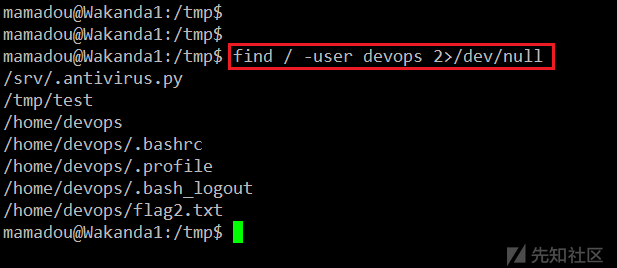 mamadou@Wakanda1:/tmp$
mamadou@Wakanda1:/tmp$
mamadou@Wakanda1:/tmp$ find / -user devops 2>/dev/null
/srv/.antivirus.py
/tmp/test
/home/devops
/home/devops/.bashrc
/home/devops/.profile
/home/devops/.bash_logout
/home/devops/flag2.txt
mamadou@Wakanda1:/tmp$
先知社区